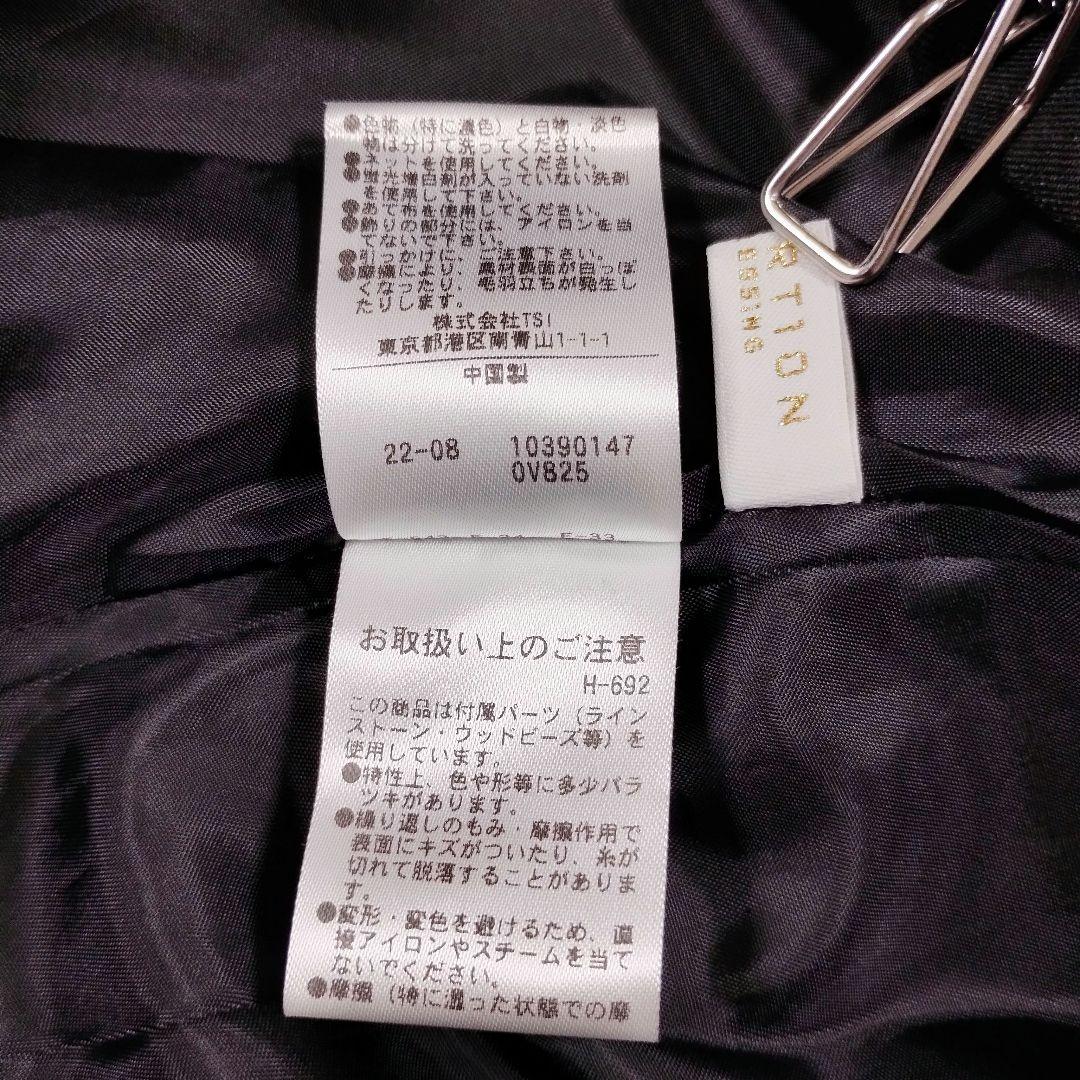 ●色物（特に濃色）と白物・淡色
物は分けて洗ってください。
●ネットを使用してください。
●蛍光増白剤が入っていない洗剤
を使用して下さい。
●あて布を使用してください。
●飾りの部分には、アイロンを当
てないで下さい。
●引っかけに、ご注意下さい。
●摩擦により、素材表面が白っぽ
くなったり、毛羽立ちが発生し
たりします。
株式会社TSI
東京都港区南青山1-1-1
中国製
22-08 10390147
0V825
お取扱い上のご注意
H-692
この商品は付属パーツ（ライン
ストーン・ウッドビーズ等）を
使用しています。
●特性上、色や形等に多少バラ
ツキがあります。
●繰り返しのもみ・摩擦作用で
表面にキズがついたり、糸が
切れて脱落することがありま
す。
●変形・変色を避けるため、直
接アイロンやスチームを当て
ないでください。
●摩擦（特に湿った状態での摩
RTION
ESSING